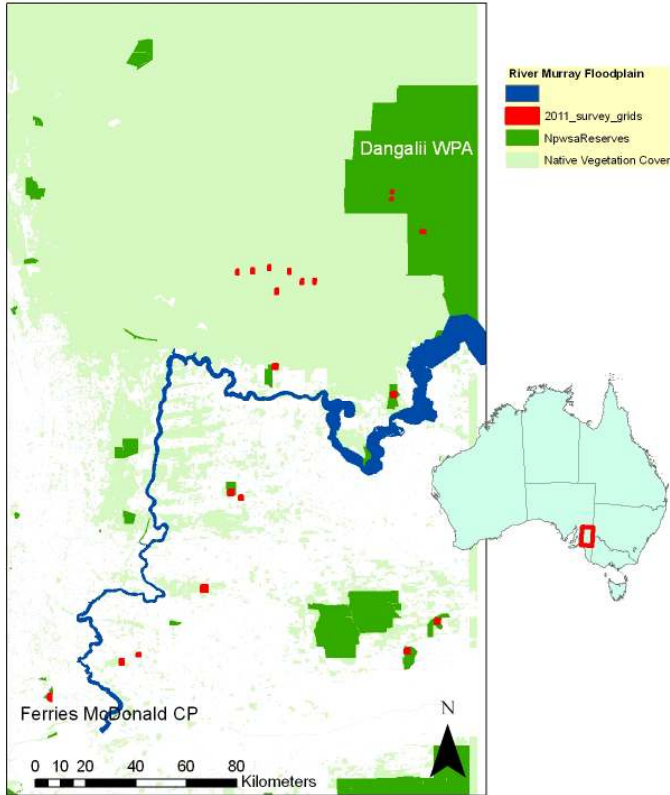 River Murray Floodplain
2011_survey_grids
NpwsaReserves
Native Vegetation Cover
Dangalii WPA
Ferries McDonald CP
N
0 10 20 40 60 80
Kilometers